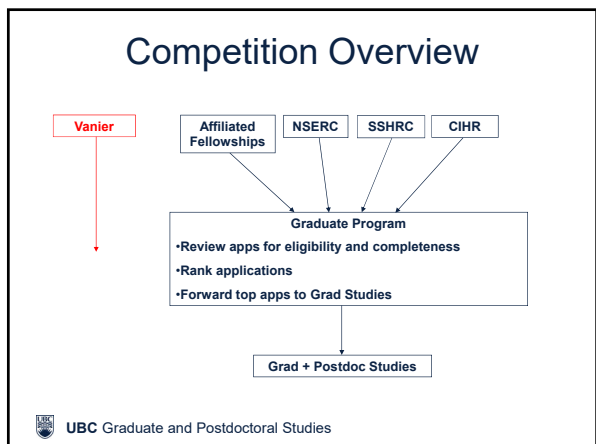 Competition Overview
Vanier
Affiliated
Fellowships
NSERC
SSHRC
CIHR
Graduate Program
•Review apps for eligibility and completeness
•Rank applications
•Forward top apps to Grad Studies
Grad + Postdoc Studies
UBC
UBC Graduate and Postdoctoral Studies